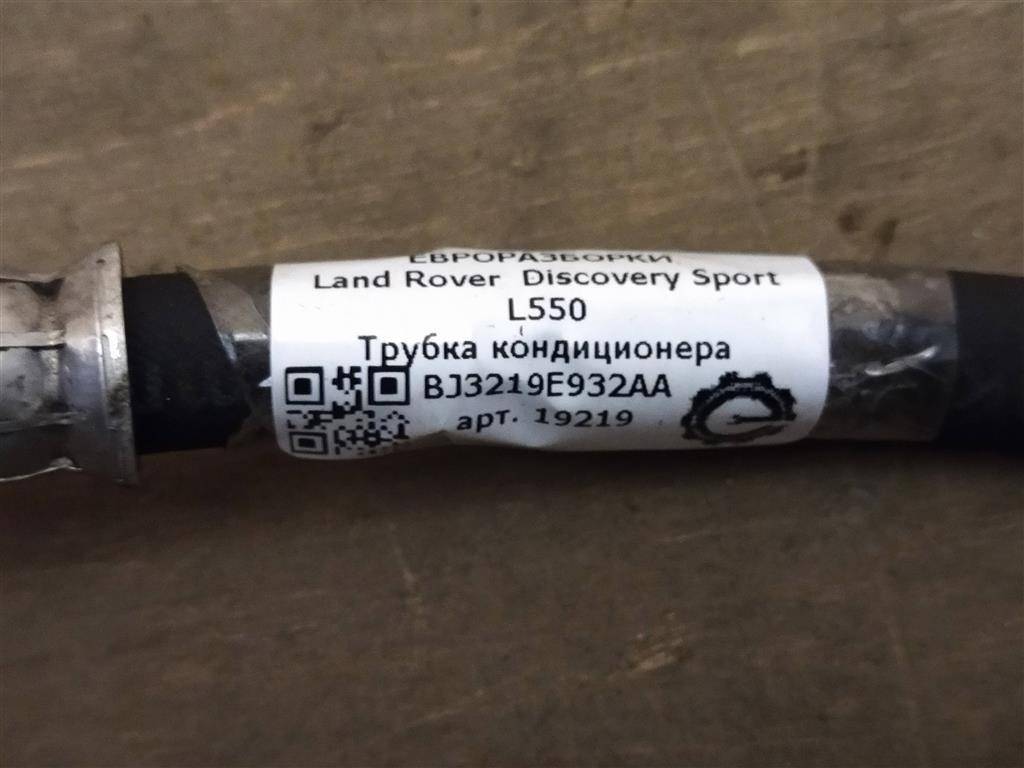 ЕВРОРАЗБОРКИ
Land Rover Discovery Sport
L550
Трубка кондиционера
BJ3219E932AA
арт. 19219